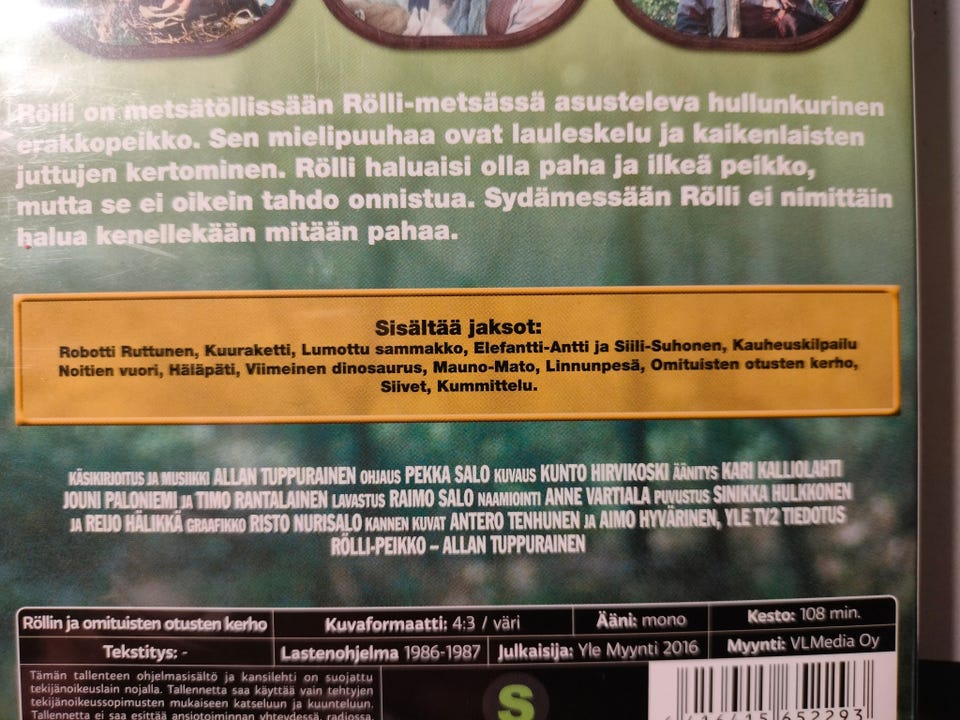 Rölli on metsätöllissään Rölli-metsässä asusteleva hullunkurinen
erakkopeikko. Sen mielipuuhaa ovat lauleskelu ja kaikenlaisten
juttujen kertominen. Rölli haluaisi olla paha ja ilkeä peikko,
mutta se ei oikein tahdo onnistua. Sydämessään Rölli ei nimittäin
halua kenellekään mitään pahaa.
Sisältää jaksot:
Robotti Ruttunen, Kuuraketti, Lumottu sammakko, Elefantti-Antti ja Siili-Suhonen, Kauheuskilpailu
Noitien vuori, Häläpäti, Viimeinen dinosaurus, Mauno-Mato, Linnunpesä, Omituisten otusten kerho,
Siivet, Kummittelu.
KÄSIKIRJOITUS JA MUSIIKKI ALLAN TUPPURAINEN OHJAUS PEKKA SALO KUVAUS KUNTO HIRVIKOSKI ÄÄNITYS KARI KALLIOLAHTI
JOUNI PALONIEMI JA TIMO RANTALAINEN LAVASTUS RAIMO SALO NAAMIOINTI ANNE VARTIALA PUVUSTUS SINIKKA HULKKONEN
JA REIJO HÄLIKKÄ GRAAFIKKO RISTO NURISALO KANNEN KUVAT ANTERO TENHUNEN JA AIMO HYVÄRINEN, YLE TV2 TIEDOTUS
RÖLLI-PEIKKO – ALLAN TUPPURAINEN
Röllin ja omituisten otusten kerho Kuvaformaatti: 4:3 / väri Ääni: mono Kesto: 108 min.
Tekstitys: - Lastenohjelma 1986-1987 Julkaisija: Yle Myynti 2016 Myynti: VLMedia Oy
Tämän tallenteen ohjelmasisältö ja kansilehti on suojattu
tekijänoikeuslain nojalla. Tallennetta saa käyttää vain tehtyjen
tekijänoikeussopimusten mukaiseen katseluun ja kuunteluun.
Tallennetta ei saa esittää ansiotoiminnan yhteydessä, radiossa,
S